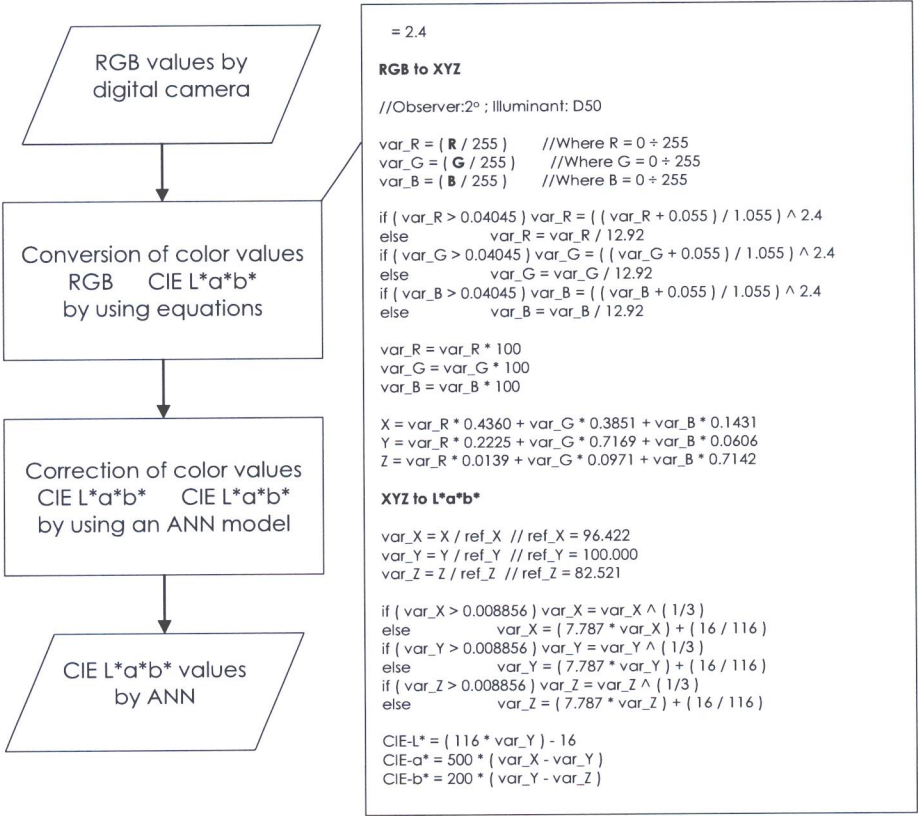 RGB values by
digital camera
Conversion of color values
RGB CIE L*a*b*
by using equations
Correction of color values
CIE L*a*b* CIE L*a*b*
by using an ANN model
CIE L*a*b* values
by ANN
= 2.4
RGB to XYZ
//Observer:2° ; Illuminant: D50
var_R = ( R / 255 ) //Where R = 0 ÷ 255
var_G = ( G / 255 ) //Where G = 0 ÷ 255
var_B = ( B / 255 ) //Where B = 0 ÷ 255
if ( var_R > 0.04045 ) var_R = ( ( var_R + 0.055 ) / 1.055 ) ^ 2.4
else var_R = var_R / 12.92
if ( var_G > 0.04045 ) var_G = ( ( var_G + 0.055 ) / 1.055 ) ^ 2.4
else var_G = var_G / 12.92
if ( var_B > 0.04045 ) var_B = ( ( var_B + 0.055 ) / 1.055 ) ^ 2.4
else var_B = var_B / 12.92
var_R = var_R * 100
var_G = var_G * 100
var_B = var_B * 100
X = var_R * 0.4360 + var_G * 0.3851 + var_B * 0.1431
Y = var_R * 0.2225 + var_G * 0.7169 + var_B * 0.0606
Z = var_R * 0.0139 + var_G * 0.0971 + var_B * 0.7142
XYZ to L*a*b*
var_X = X / ref_X // ref_X = 96.422
var_Y = Y / ref_Y // ref_Y = 100.000
var_Z = Z / ref_Z // ref_Z = 82.521
if ( var_X > 0.008856 ) var_X = var_X ^ ( 1/3 )
else var_X = ( 7.787 * var_X ) + ( 16 / 116 )
if ( var_Y > 0.008856 ) var_Y = var_Y ^ ( 1/3 )
else var_Y = ( 7.787 * var_Y ) + ( 16 / 116 )
if ( var_Z > 0.008856 ) var_Z = var_Z ^ ( 1/3 )
else var_Z = ( 7.787 * var_Z ) + ( 16 / 116 )
CIE-L* = ( 116 * var_Y ) - 16
CIE-a* = 500 * ( var_X - var_Y )
CIE-b* = 200 * ( var_Y - var_Z )